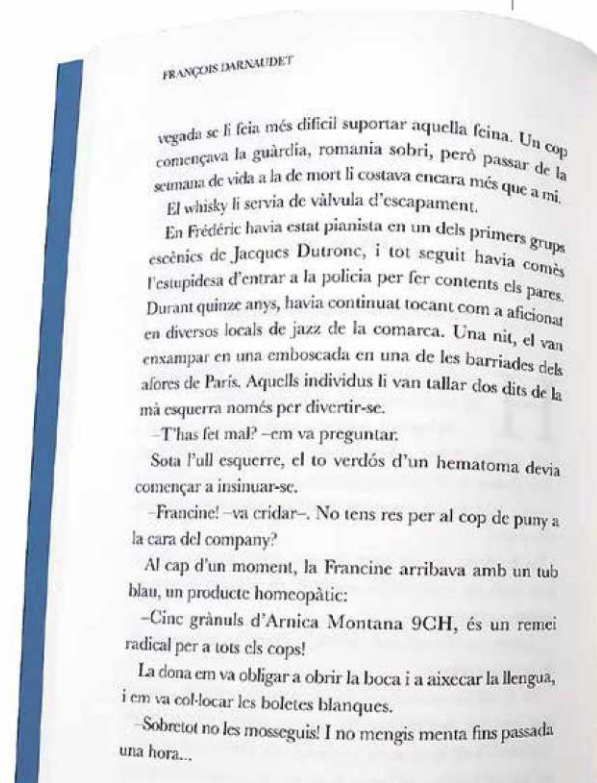 FRANÇOIS DARNAUDET
vegada se li feia més difícil suportar aquella feina. Un cop
començava la guàrdia, romania sobri, però passar de la
setmana de vida a la de mort li costava encara més que a mi.
El whisky li servia de vàlvula d'escapament.
En Frédéric havia estat pianista en un dels primers grups
escènics de Jacques Dutronc, i tot seguit havia comès
l'estupidesa d'entrar a la policia per fer contents els pares.
Durant quinze anys, havia continuat tocant com a aficionat
en diversos locals de jazz de la comarca. Una nit, el van
enxampar en una emboscada en una de les barriades dels
afores de París. Aquells individus li van tallar dos dits de la
mà esquerra només per divertir-se.
–T'has fet mal? –em va preguntar.
Sota l'ull esquerre, el to verdós d'un hematoma devia
començar a insinuar-se.
–Francine! –va cridar–. No tens res per al cop de puny a
la cara del company?
Al cap d'un moment, la Francine arribava amb un tub
blau, un producte homeopàtic:
–Cinc grànuls d'Arnica Montana 9CH, és un remei
radical per a tots els cops!
La dona em va obligar a obrir la boca i a aixecar la llengua,
i em va col·locar les boletes blanques.
–Sobretot no les mosseguis! I no mengis menta fins passada
una hora...